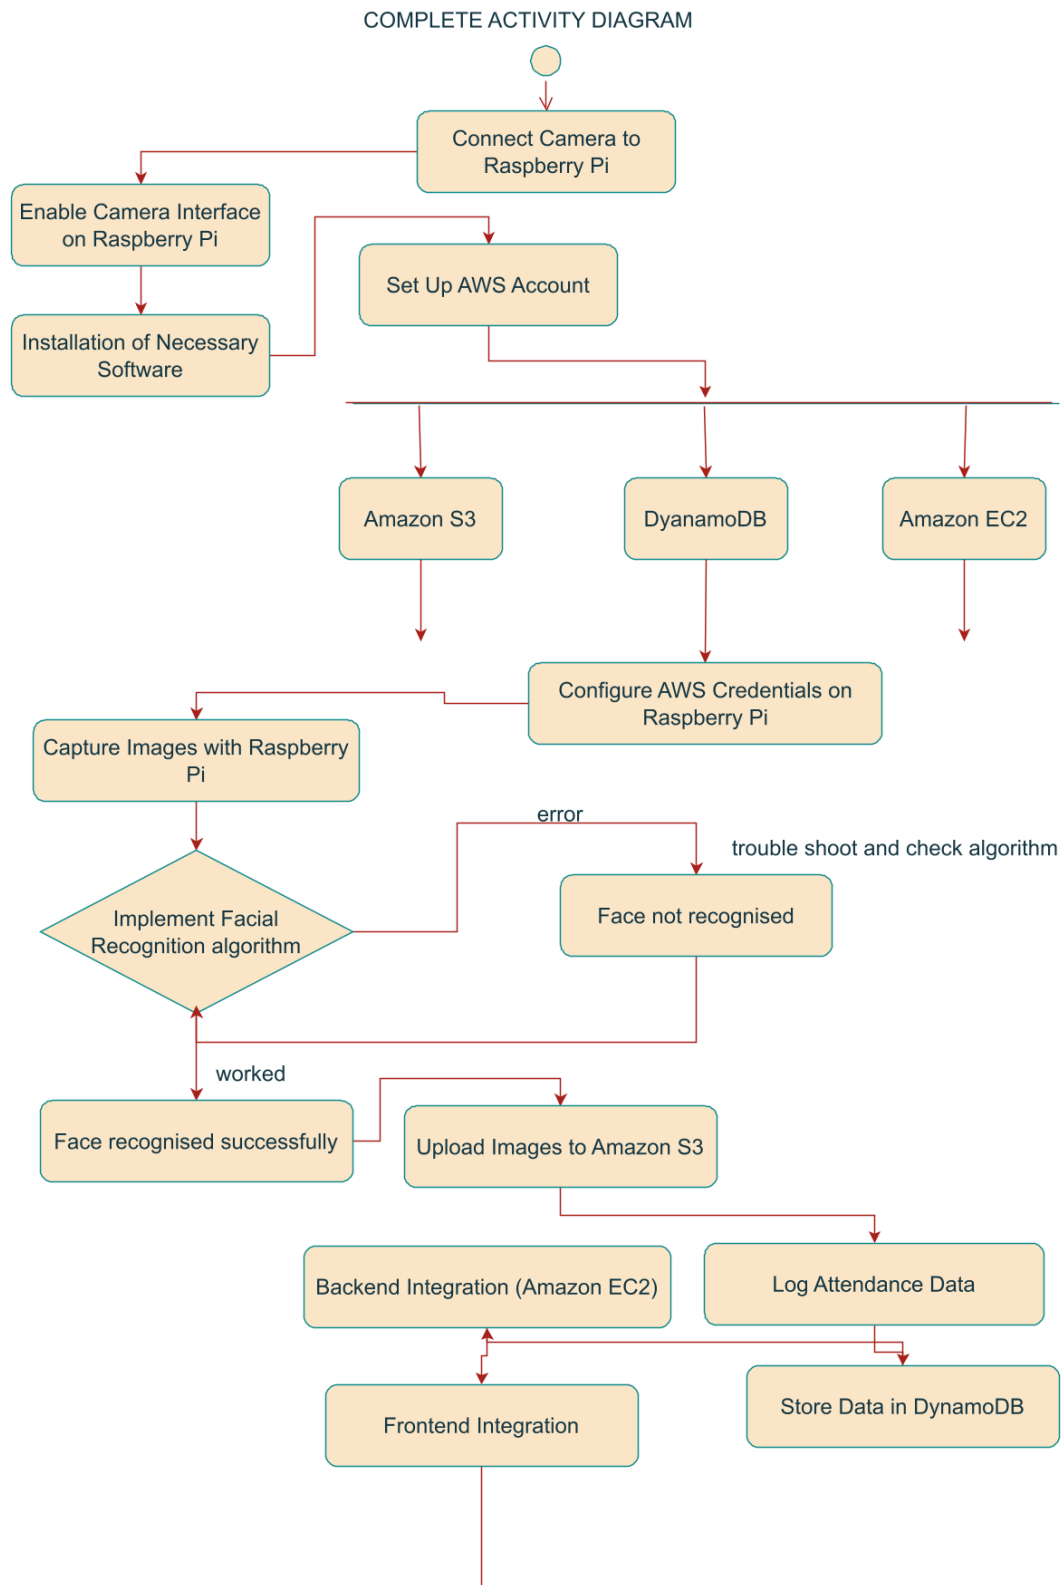 COMPLETE ACTIVITY DIAGRAM
Connect Camera to
Raspberry Pi
Enable Camera Interface
on Raspberry Pi
Set Up AWS Account
Installation of Necessary
Software
Amazon S3
DyanamoDB
Amazon EC2
Configure AWS Credentials on
Raspberry Pi
Capture Images with Raspberry
Pi
error
trouble shoot and check algorithm
Implement Facial
Recognition algorithm
Face not recognised
worked
Face recognised successfully
Upload Images to Amazon S3
Backend Integration (Amazon EC2)
Log Attendance Data
Frontend Integration
Store Data in DynamoDB